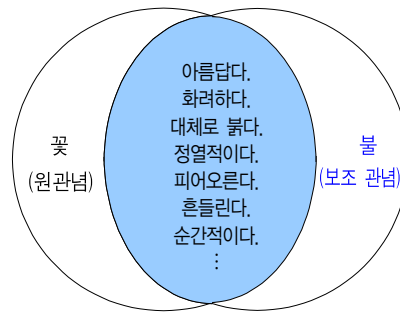 꽃
(원관념)
아름답다.
화려하다.
대체로 붉다.
정열적이다.
피어오른다.
흔들린다.
순간적이다.
⋮
불
(보조 관념)